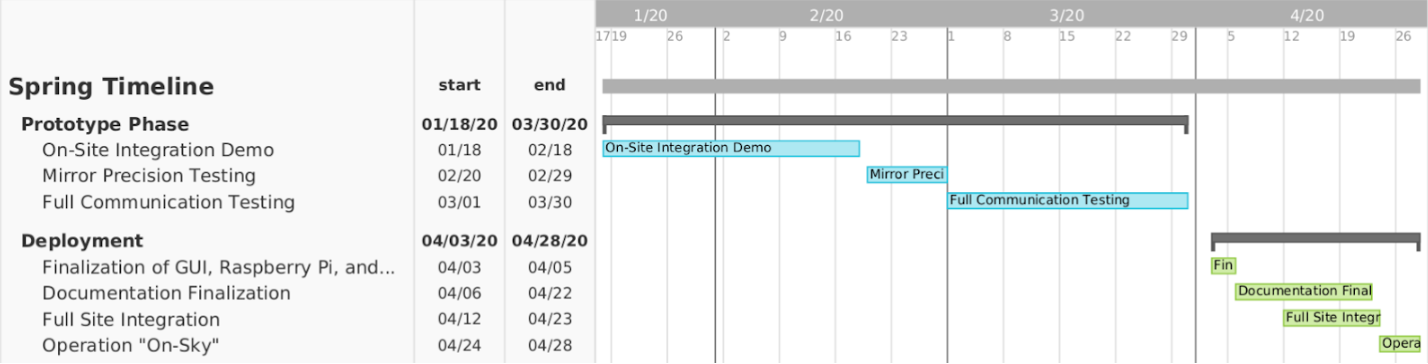 1/20 2/20 3/20 4/20
17 19 26 2 9 16 23 1 8 15 22 29 5 12 19 26
Spring Timeline start end
Prototype Phase 01/18/20 03/30/20
On-Site Integration Demo 01/18 02/18 On-Site Integration Demo
Mirror Precision Testing 02/20 02/29 Mirror Preci
Full Communication Testing 03/01 03/30 Full Communication Testing
Deployment 04/03/20 04/28/20
Finalization of GUI, Raspberry Pi, and... 04/03 04/05 Fin
Documentation Finalization 04/06 04/22 Documentation Final
Full Site Integration 04/12 04/23 Full Site Integr
Operation "On-Sky" 04/24 04/28 Opera